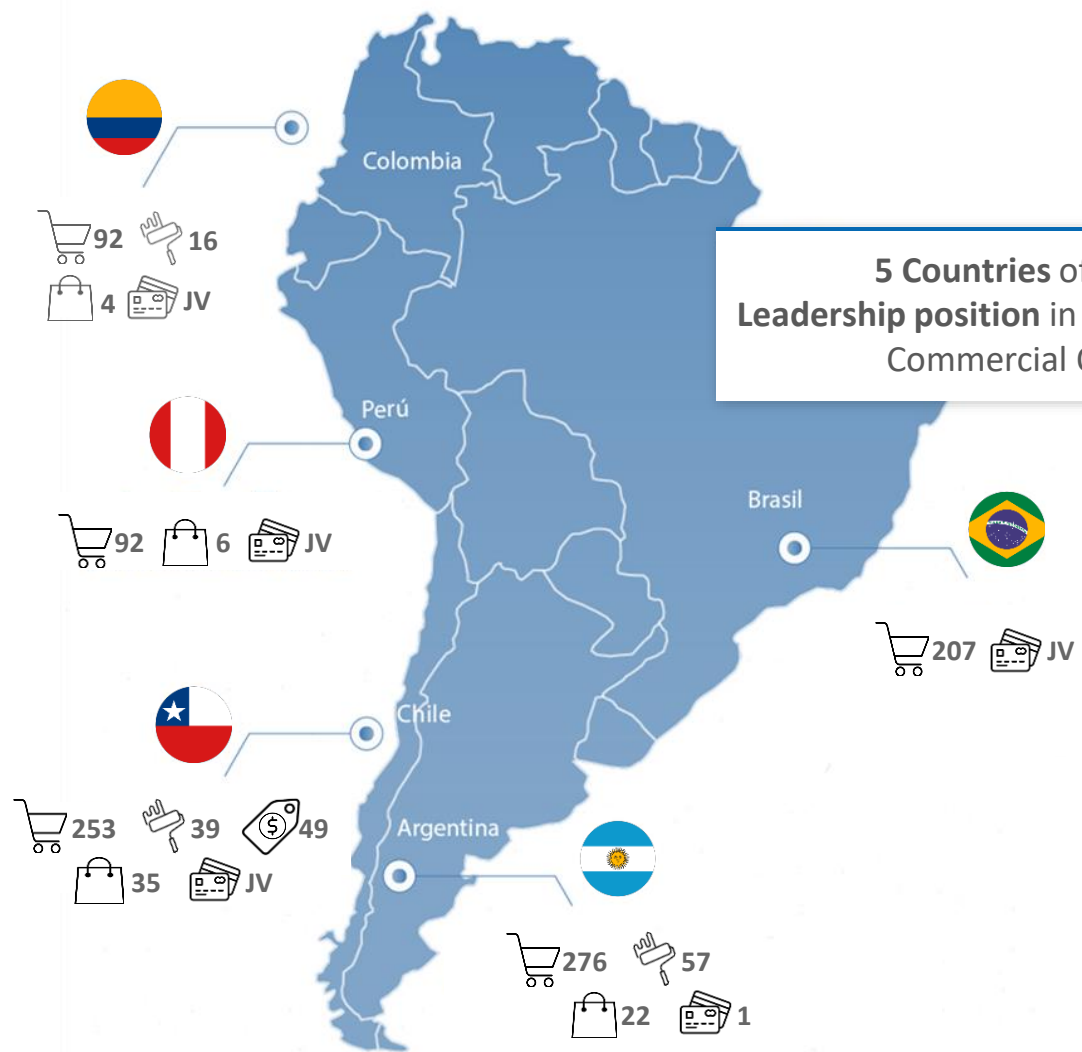 Colombia
92 16
4 JV
5 Countries of
Leadership position in
Commercial
Perú
92 6 JV
Brasil
207 JV
Chile
253 39 $ 49
35 JV
Argentina
276 57
22 1